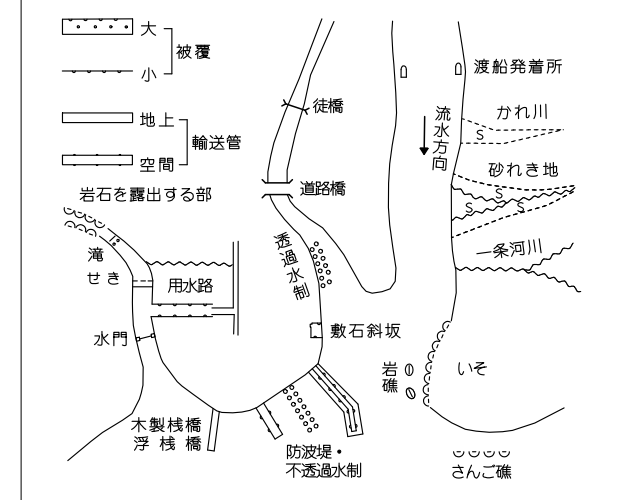 大
被覆
小
渡船発着所
地上
輸送管
空間
徒橋
流水方向
かれ川
S
砂れき地
S
S
S
岩石を露出する部
道路橋
滝
せき
用水路
透過水制
一条河川
水門
敷石斜坂
岩礁
いそ
木製桟橋
浮桟橋
防波堤・
不透過水制
さんご礁